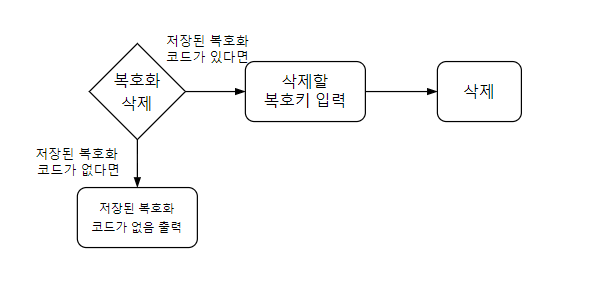 저장된 복호화
코드가 있다면
복호화
삭제
삭제할
복호키 입력
삭제
저장된 복호화
코드가 없다면
저장된 복호화
코드가 없음 출력